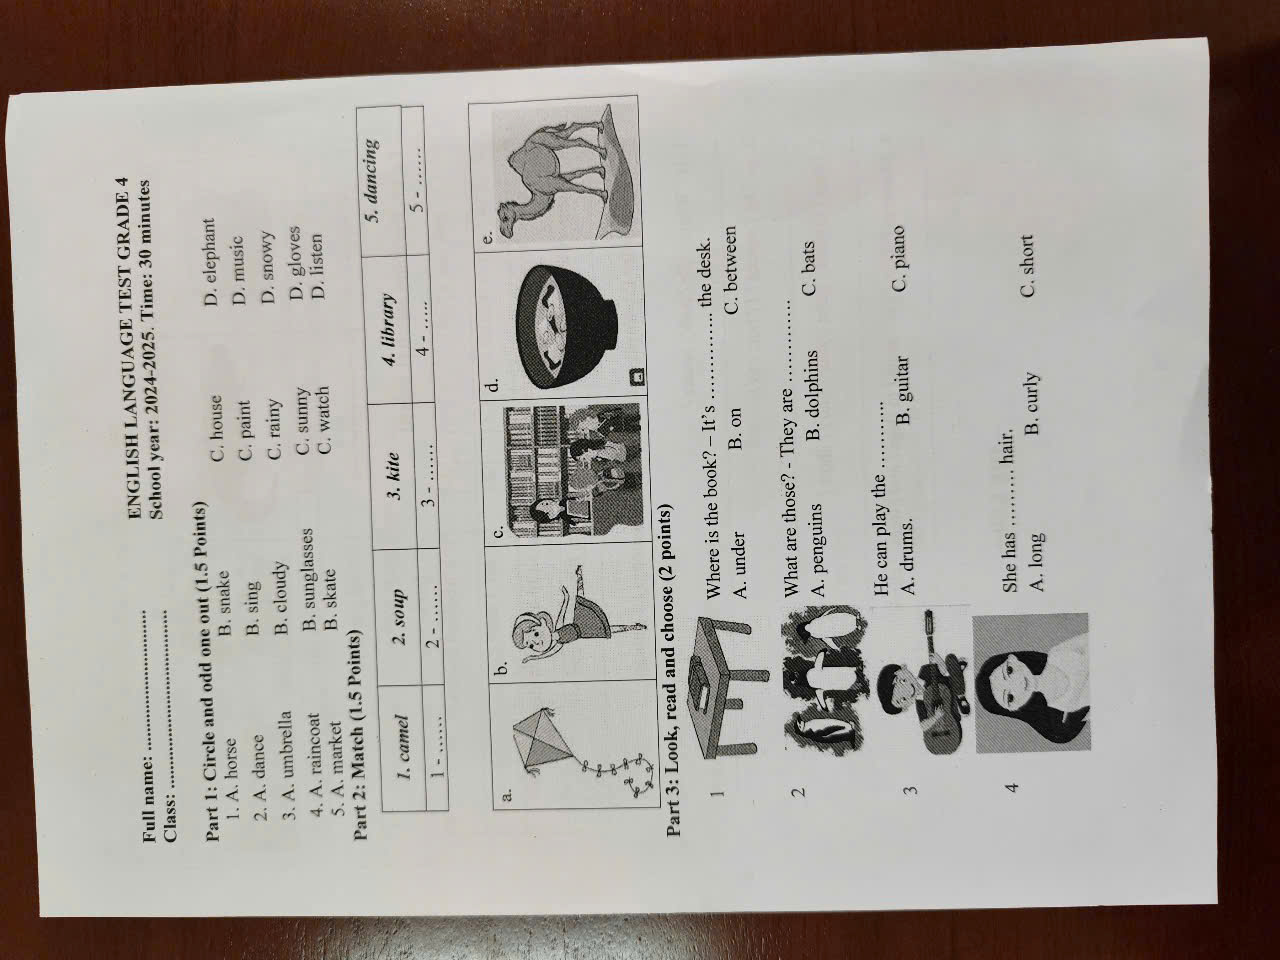 ENGLISH LANGUAGE TEST GRADE 4
Full name: ............................ School year: 2024-2025. Time: 30 minutes
Class: ....................................
Part 1: Circle and odd one out (1.5 Points)
1. A. horse B. snake C. house D. elephant
2. A. dance B. sing C. paint D. music
3. A. umbrella B. cloudy C. rainy D. snowy
4. A. raincoat B. sunglasses C. sunny D. gloves
5. A. market B. skate C. watch D. listen
Part 2: Match (1.5 Points)
1. camel 2. soup 3. kite 4. library 5. dancing
1 - ...... 2 - ...... 3 - ...... 4 - ...... 5 - ......
a. b. c. d. e.
Part 3: Look, read and choose (2 points)
1 Where is the book? – It's ............ the desk.
A. under B. on C. between
2 What are those? - They are ............
A. penguins B. dolphins C. bats
3 He can play the ...........
A. drums. B. guitar C. piano
4 She has ......... hair.
A. long B. curly C. short